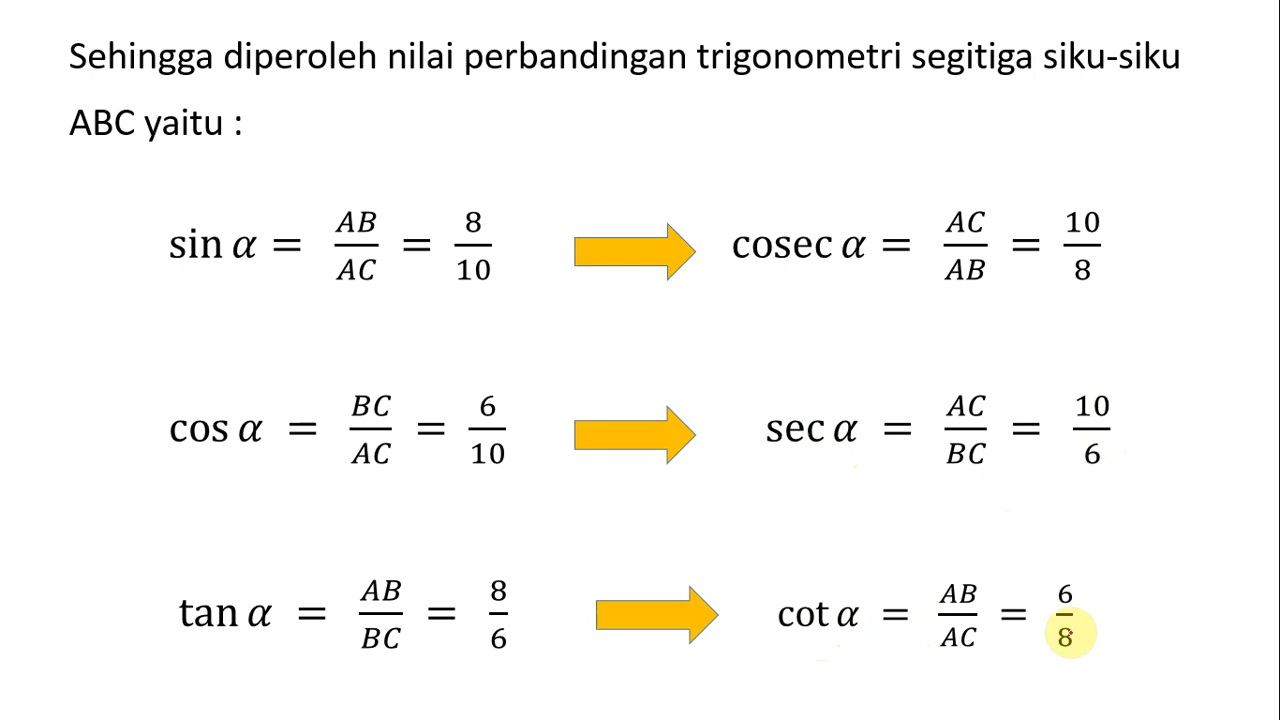 Sehingga diperoleh nilai perbandingan trigonometri segitiga siku-siku
ABC yaitu :
sin α = AB/AC = 8/10
cosec α = AC/AB = 10/8
cos α = BC/AC = 6/10
sec α = AC/BC = 10/6
tan α = AB/BC = 8/6
cot α = AB/AC = 6/8